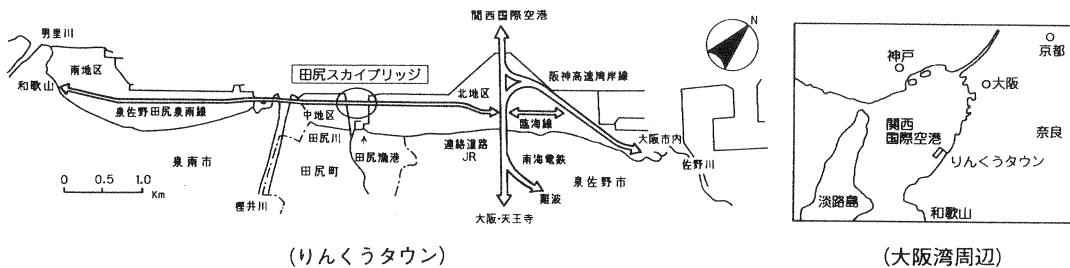 関西国際空港
男里川
南地区
和歌山
泉佐野田尻泉南線
田尻スカイブリッジ
中地区
北地区
阪神高速湾岸線
臨海線
田尻川
田尻漁港
連絡道路
JR
南海電鉄
大阪市内
佐野川
泉南市
田尻町
泉佐野市
樫井川
難波
大阪・天王寺
0 0.5 1.0
Km
N
(りんくうタウン)
京都
神戸
大阪
関西
国際空港
奈良
りんくうタウン
淡路島
和歌山
(大阪湾周辺)